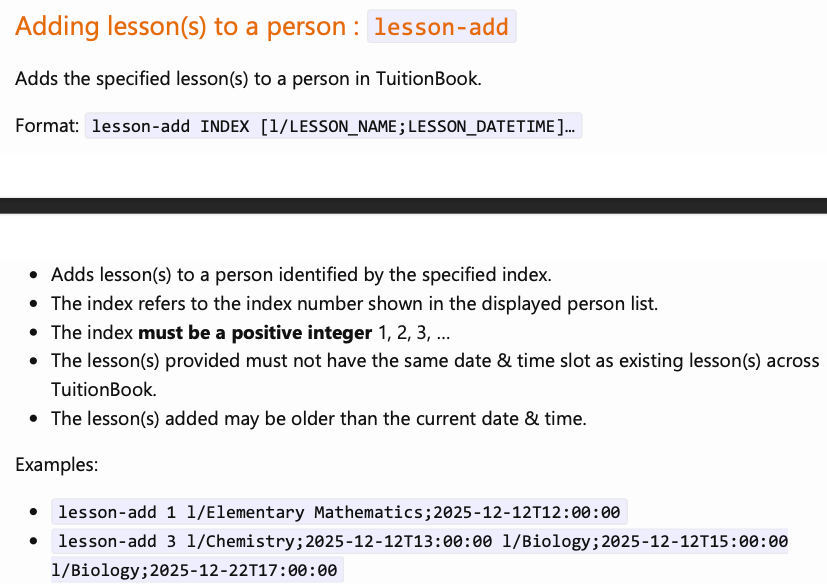 Adding lesson(s) to a person : lesson-add
Adds the specified lesson(s) to a person in TuitionBook.
Format: lesson-add INDEX [l/LESSON_NAME;LESSON_DATETIME]…
• Adds lesson(s) to a person identified by the specified index.
• The index refers to the index number shown in the displayed person list.
• The index must be a positive integer 1, 2, 3, …
• The lesson(s) provided must not have the same date & time slot as existing lesson(s) across
TuitionBook.
• The lesson(s) added may be older than the current date & time.
Examples:
• lesson-add 1 l/Elementary Mathematics;2025-12-12T12:00:00
• lesson-add 3 l/Chemistry;2025-12-12T13:00:00 l/Biology;2025-12-12T15:00:00
l/Biology;2025-12-22T17:00:00